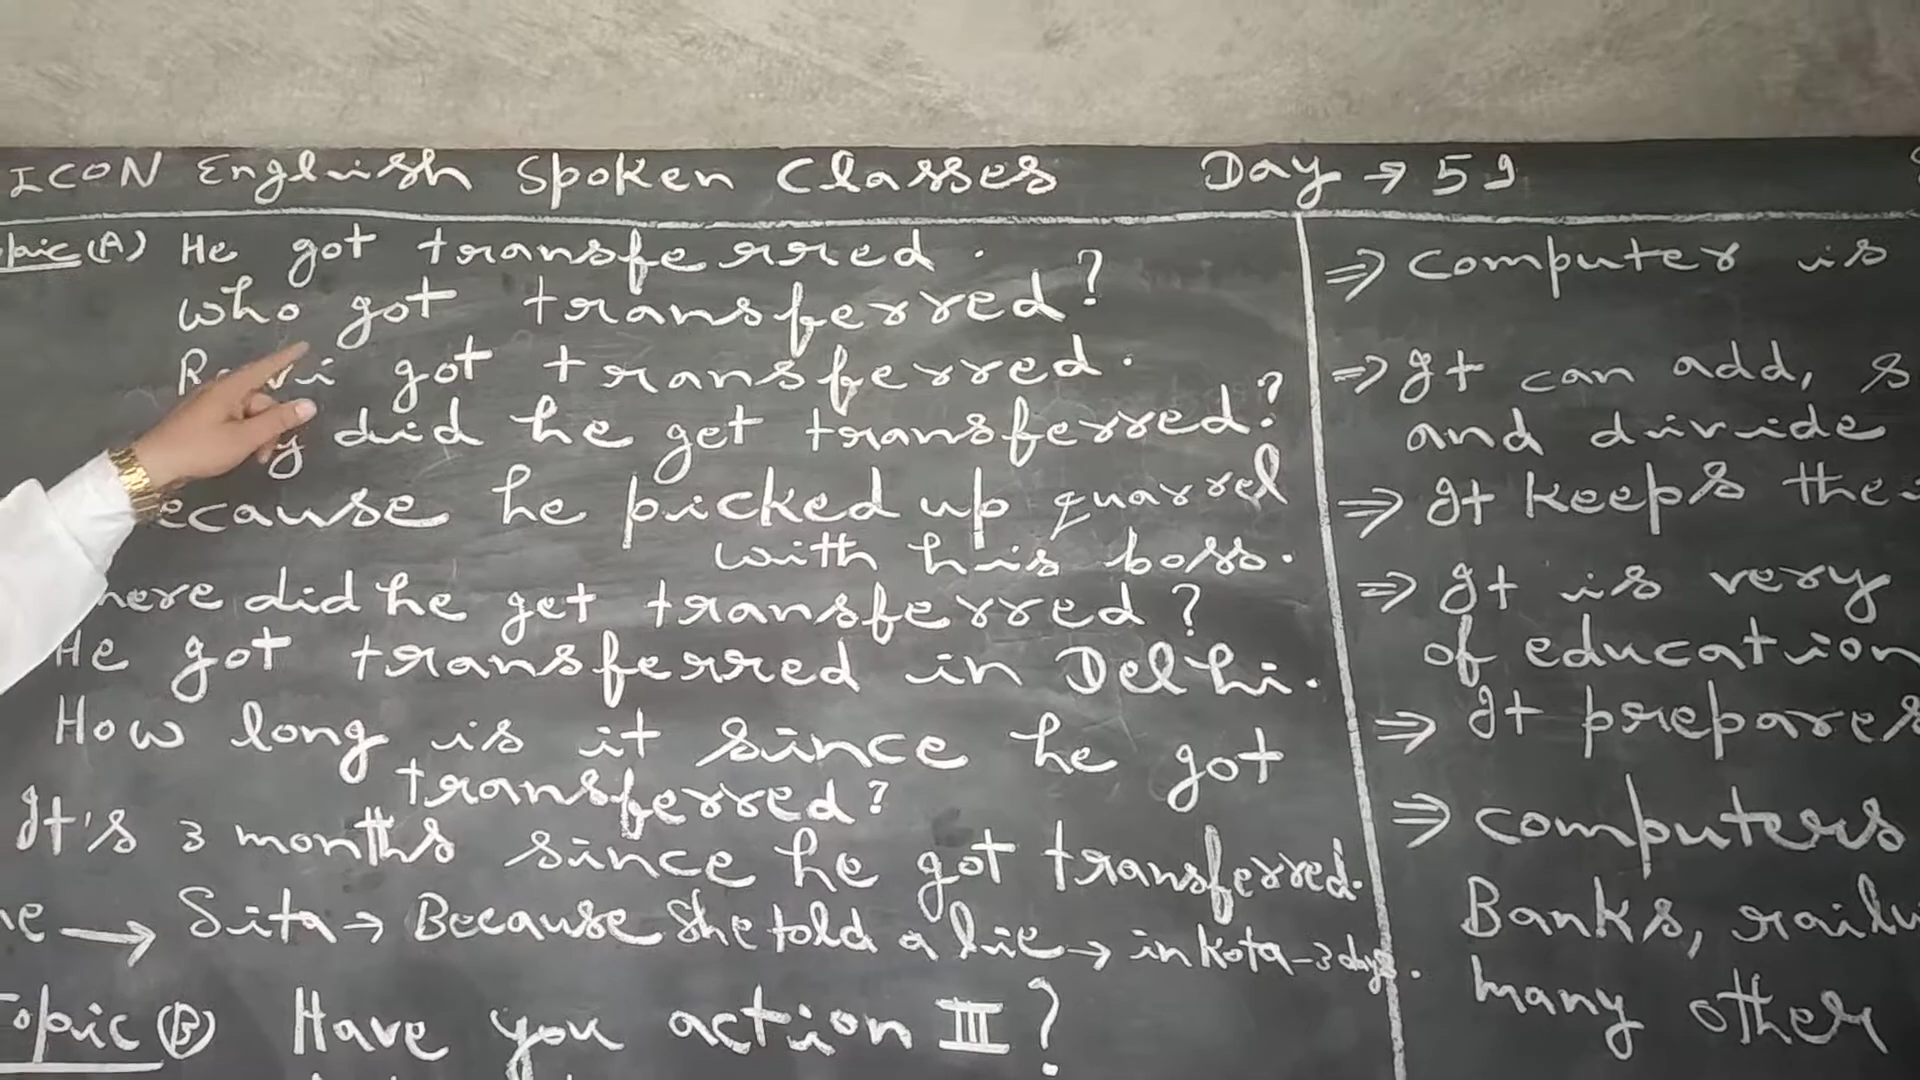 ICON English Spoken Classes Day → 59
(A) He got transferred.
who got transferred?
got transferred.
did he get transferred?
ecause he picked up quarrel
with his boss.
here did he get transferred?
He got transferred in Delhi.
How long is it since he got
transferred?
It's 3 months since he got transferred.
→ Sita → Because She told a lie → in Kota - 3 days.
Topic (B) Have you action III?
⇒ Computer is
⇒ It can add,
and divide
⇒ It keeps
⇒ It is very
of education
⇒ It prepares
⇒ Computers
Banks,
many other